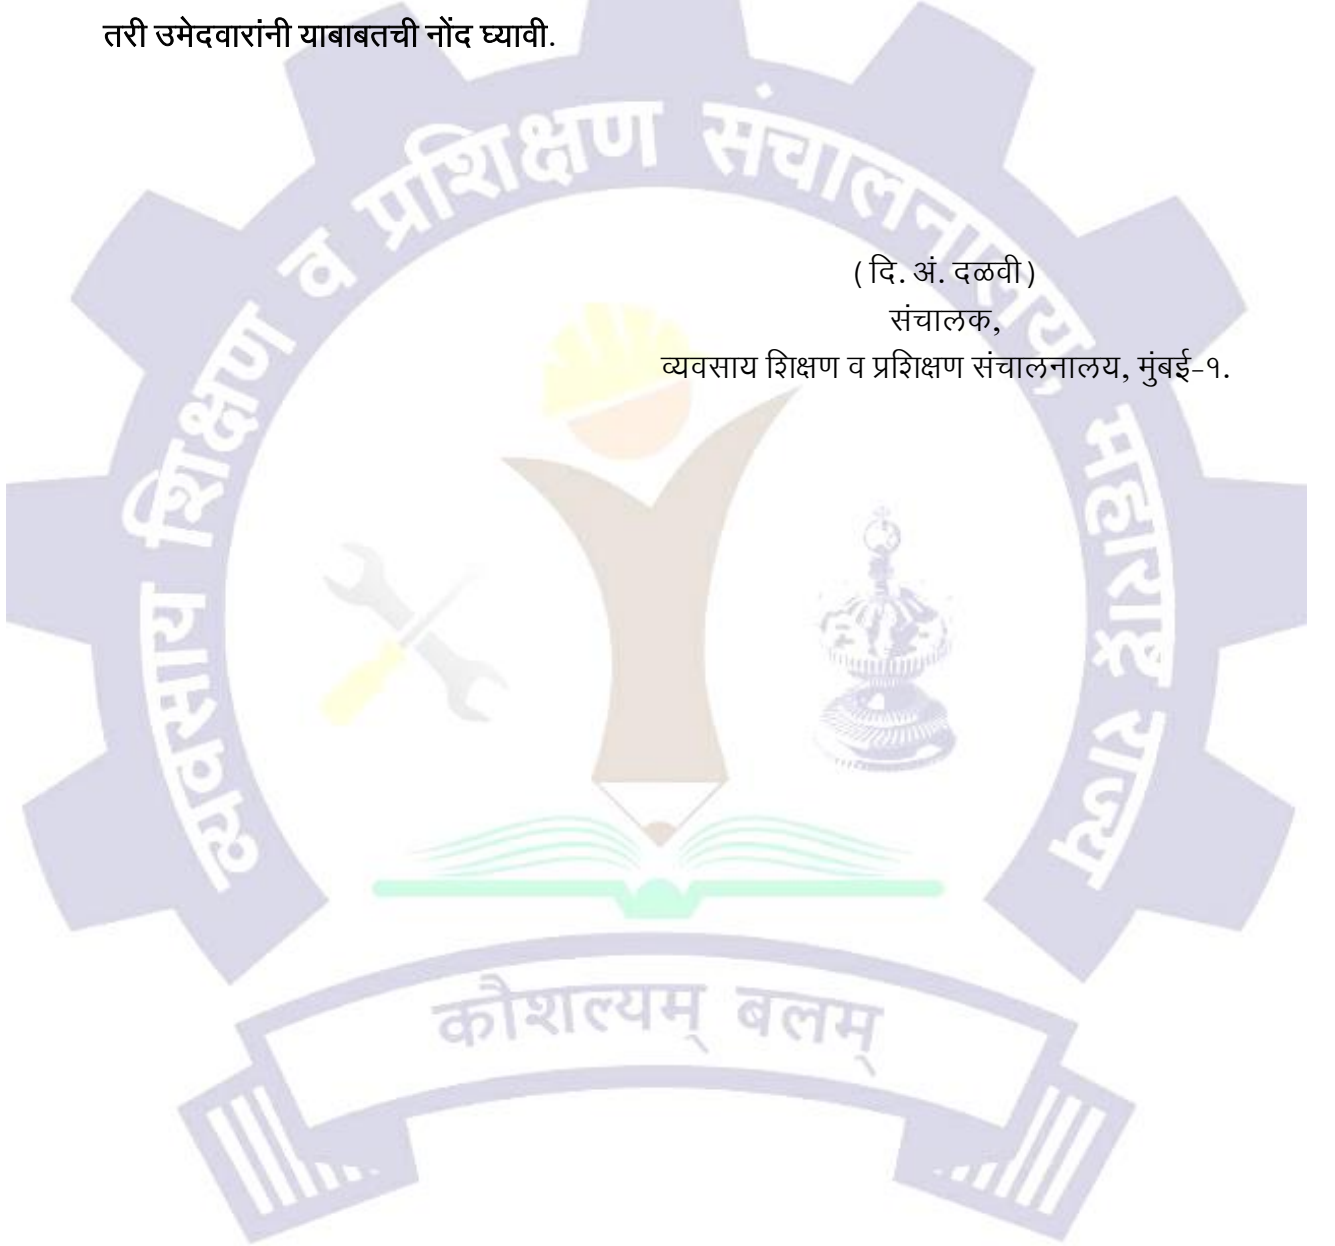 तरी उमेदवारांनी याबाबतची नोंद घ्यावी.
व्यवसाय शिक्षण व प्रशिक्षण संचालनालय, महाराष्ट्र राज्य
( दि. अं. दळवी )
संचालक,
व्यवसाय शिक्षण व प्रशिक्षण संचालनालय, मुंबई-१.
कौशल्यम् बलम्